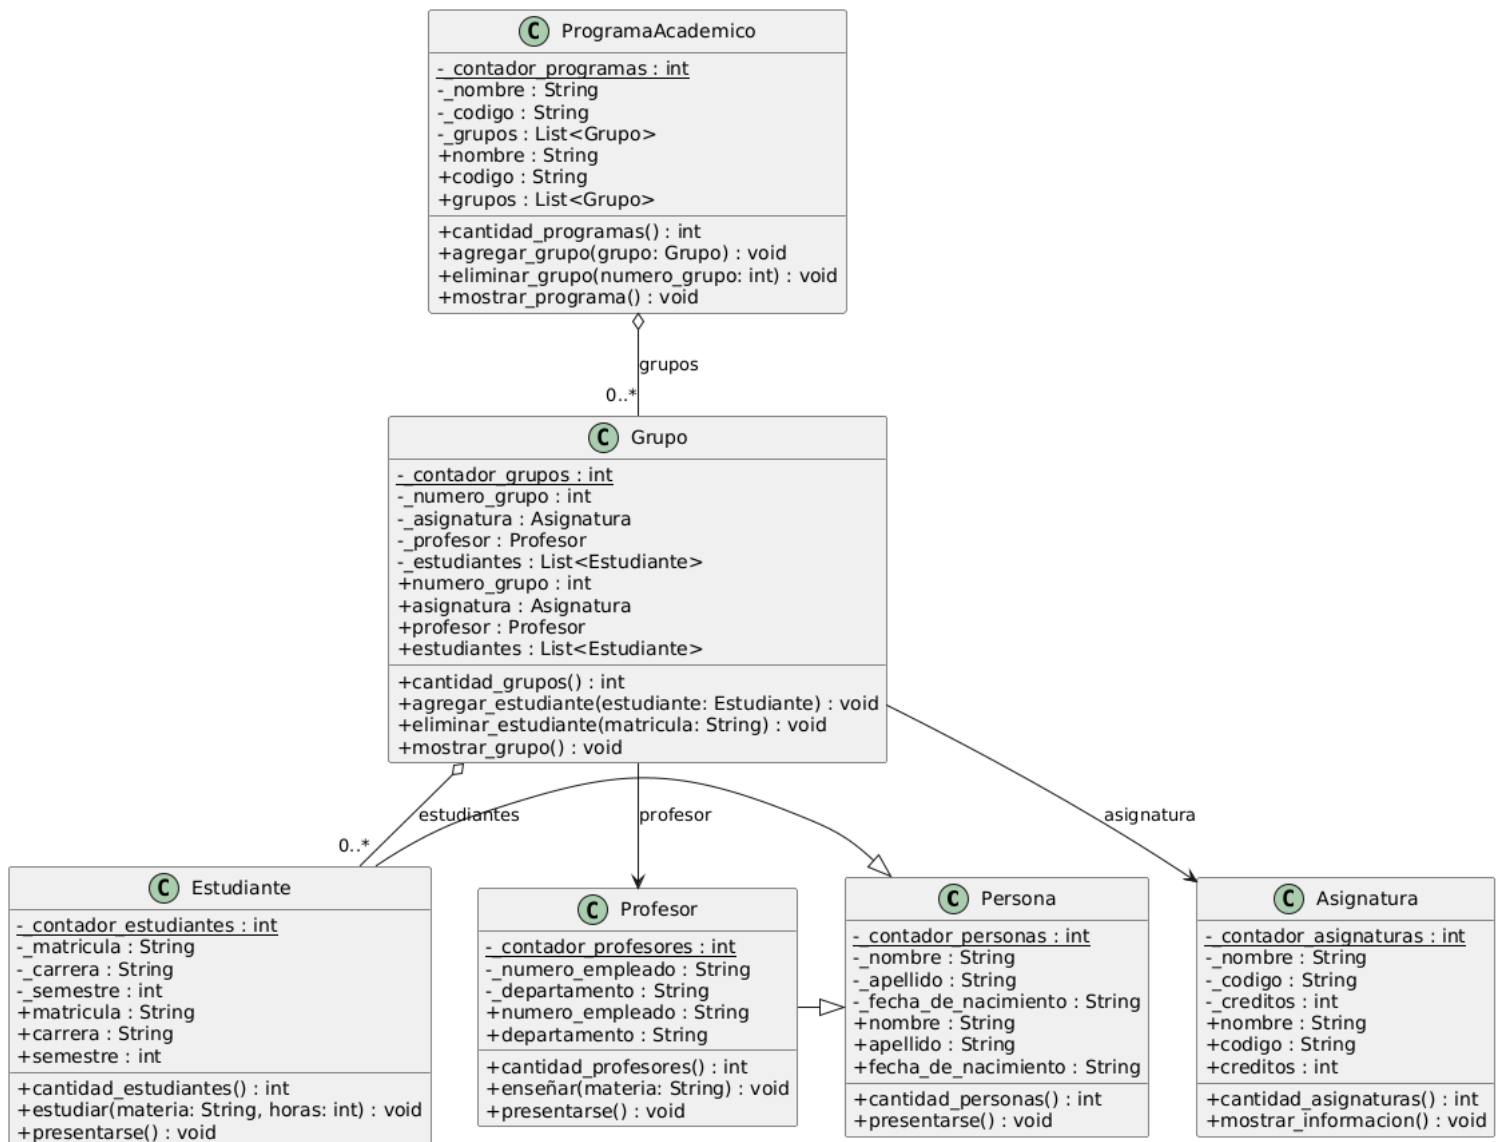 C ProgramaAcademico
-_contador_programas : int
-_nombre : String
-_codigo : String
-_grupos : List<Grupo>
+nombre : String
+codigo : String
+grupos : List<Grupo>
+cantidad_programas() : int
+agregar_grupo(grupo: Grupo) : void
+eliminar_grupo(numero_grupo: int) : void
+mostrar_programa() : void
grupos
0..*
C Grupo
-_contador_grupos : int
-_numero_grupo : int
-_asignatura : Asignatura
-_profesor : Profesor
-_estudiantes : List<Estudiante>
+numero_grupo : int
+asignatura : Asignatura
+profesor : Profesor
+estudiantes : List<Estudiante>
+cantidad_grupos() : int
+agregar_estudiante(estudiante: Estudiante) : void
+eliminar_estudiante(matricula: String) : void
+mostrar_grupo() : void
estudiantes
profesor
asignatura
0..*
C Estudiante
-_contador_estudiantes : int
-_matricula : String
-_carrera : String
-_semestre : int
+matricula : String
+carrera : String
+semestre : int
+cantidad_estudiantes() : int
+estudiar(materia: String, horas: int) : void
+presentarse() : void
C Profesor
-_contador_profesores : int
-_numero_empleado : String
-_departamento : String
+numero_empleado : String
+departamento : String
+cantidad_profesores() : int
+enseñar(materia: String) : void
+presentarse() : void
C Persona
-_contador_personas : int
-_nombre : String
-_apellido : String
-_fecha_de_nacimiento : String
+nombre : String
+apellido : String
+fecha_de_nacimiento : String
+cantidad_personas() : int
+presentarse() : void
C Asignatura
-_contador_asignaturas : int
-_nombre : String
-_codigo : String
-_creditos : int
+nombre : String
+codigo : String
+creditos : int
+cantidad_asignaturas() : int
+mostrar_informacion() : void